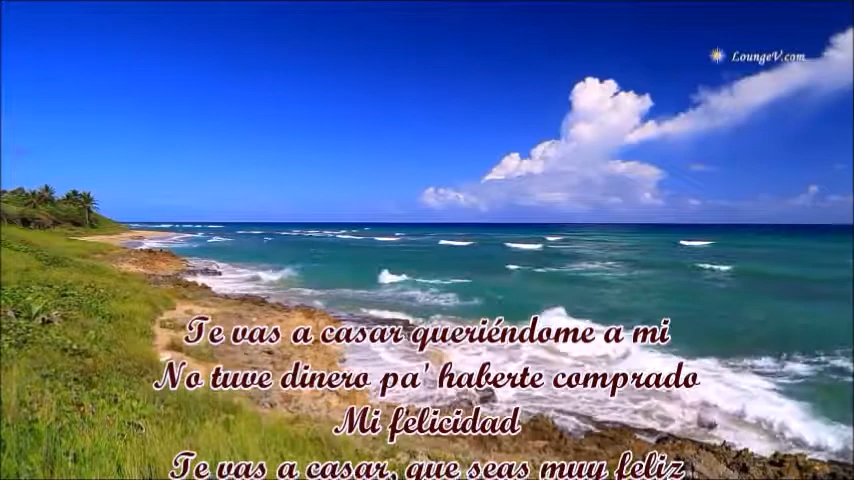 LoungeV.com
Te vas a casar queriéndome a mi
No tuve dinero pa' haberte comprado
Mi felicidad
Te vas a casar, que seas muy feliz